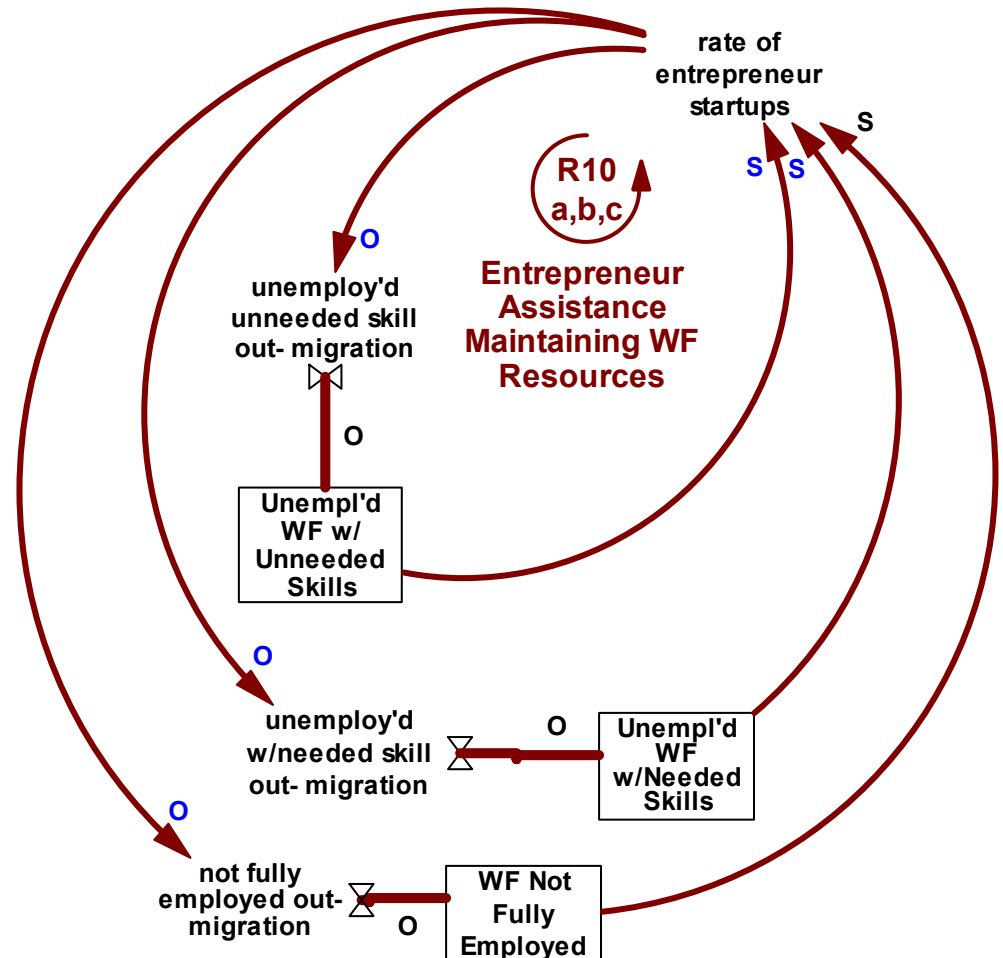 rate of
entrepreneur
startups
S
S
S
R10
a,b,c
Entrepreneur
Assistance
Maintaining WF
Resources
O
unemploy'd
unneeded skill
out- migration
O
Unempl'd
WF w/
Unneeded
Skills
O
unemploy'd
w/needed skill
out- migration
O
Unempl'd
WF
w/Needed
Skills
O
not fully
employed out-
migration
O
WF Not
Fully
Employed